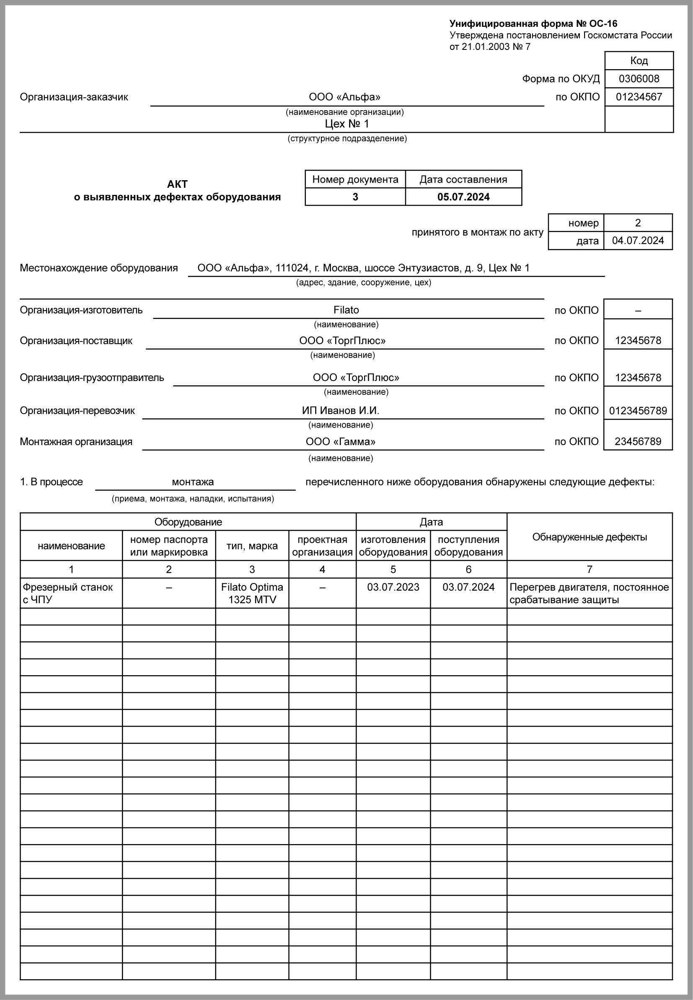 Унифицированная форма № ОС-16
Утверждена постановлением Госкомстата России
от 21.01.2003 № 7
Код
Форма по ОКУД 0306008
Организация-заказчик ООО «Альфа» по ОКПО 01234567
(наименование организации)
Цех № 1
(структурное подразделение)
АКТ
о выявленных дефектах оборудования
Номер документа Дата составления
3 05.07.2024
принятого в монтаж по акту
номер 2
дата 04.07.2024
Местонахождение оборудования ООО «Альфа», 111024, г. Москва, шоссе Энтузиастов, д. 9, Цех № 1
(адрес, здание, сооружение, цех)
Организация-изготовитель Filato по ОКПО –
(наименование)
Организация-поставщик ООО «ТоргПлюс» по ОКПО 12345678
(наименование)
Организация-грузоотправитель ООО «ТоргПлюс» по ОКПО 12345678
(наименование)
Организация-перевозчик ИП Иванов И.И. по ОКПО 0123456789
(наименование)
Монтажная организация ООО «Гамма» по ОКПО 23456789
(наименование)
1. В процессе монтажа перечисленного ниже оборудования обнаружены следующие дефекты:
(приема, монтажа, наладки, испытания)
Оборудование Дата Обнаруженные дефекты
наименование номер паспорта или маркировка тип, марка проектная организация изготовления оборудования поступления оборудования
1 2 3 4 5 6 7
Фрезерный станок – Filato Optima – 03.07.2023 03.07.2024 Перегрев двигателя, постоянное
с ЧПУ 1325 MTV срабатывание защиты